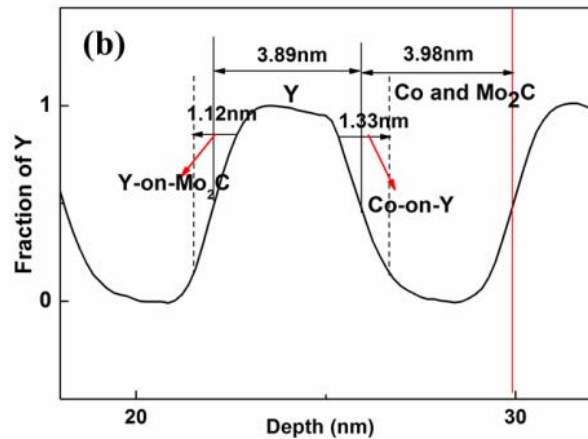 (b)
3.89nm
3.98nm
Y
Co and Mo₂C
1
1.12nm
1.33nm
Y-on-Mo₂C
Co-on-Y
Fraction of Y
0
20
30
Depth (nm)